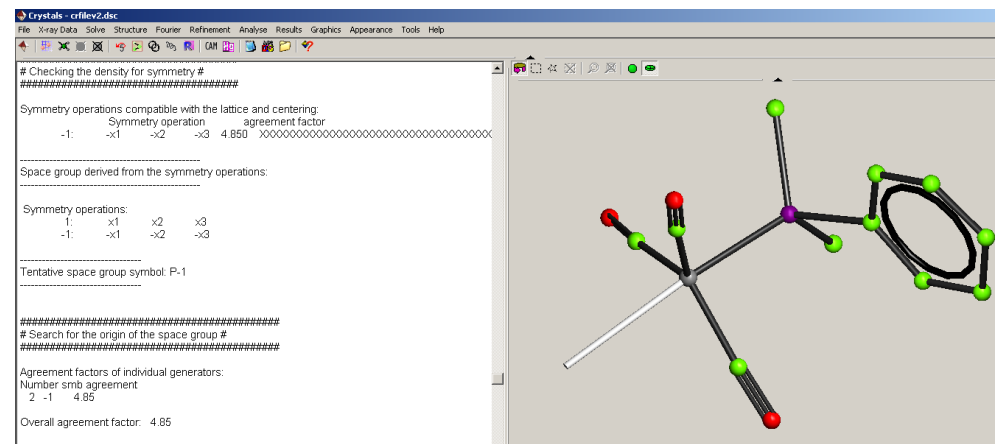 Crystals - crfilev2.dsc
File X-ray Data Solve Structure Fourier Refinement Analyse Results Graphics Appearance Tools Help
CAM
# Checking the density for symmetry #
#####################################
Symmetry operations compatible with the lattice and centering:
Symmetry operation agreement factor
-1: -x1 -x2 -x3 4.850 XXXXXXXXXXXXXXXXXXXXXXXXXXXXXXXXXXXXX
--------------------------------------------------
Space group derived from the symmetry operations:
--------------------------------------------------
Symmetry operations:
1: x1 x2 x3
-1: -x1 -x2 -x3
---------------------------------
Tentative space group symbol: P-1
---------------------------------
############################################
# Search for the origin of the space group #
############################################
Agreement factors of individual generators:
Number smb agreement
2 -1 4.85
Overall agreement factor: 4.85